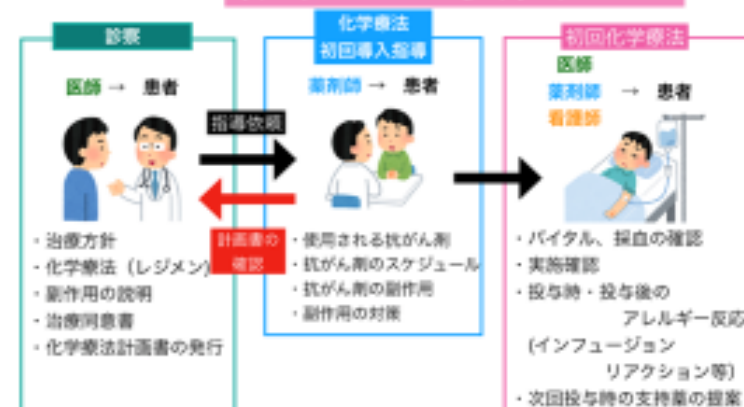 診察
医師 → 患者
・治療方針
・化学療法（レジメン）
・副作用の説明
・治療同意書
・化学療法計画書の発行
指導依頼
計画書の
確認
化学療法
初回導入指導
薬剤師 → 患者
・使用される抗がん剤
・抗がん剤のスケジュール
・抗がん剤の副作用
・副作用の対策
初回化学療法
医師
薬剤師 → 患者
看護師
・バイタル、採血の確認
・実施確認
・投与時・投与後の
アレルギー反応
(インフュージョン
リアクション等)
・次回投与時の支持薬の提案